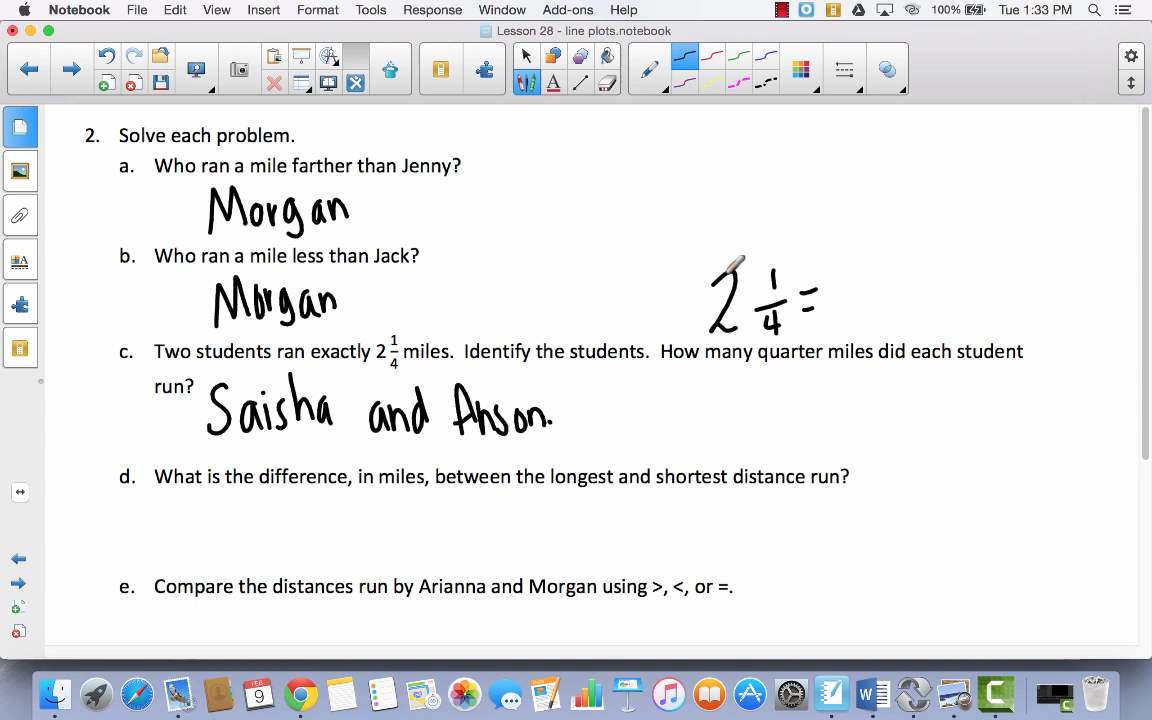 Notebook File Edit View Insert Format Tools Response Window Add-ons Help 100% Tue 1:33 PM
Lesson 28 - line plots.notebook
2. Solve each problem.
a. Who ran a mile farther than Jenny?
Morgan
b. Who ran a mile less than Jack?
Morgan
2 1/4 =
c. Two students ran exactly 2 1/4 miles. Identify the students. How many quarter miles did each student
run?
Saisha and Anson.
d. What is the difference, in miles, between the longest and shortest distance run?
e. Compare the distances run by Arianna and Morgan using >, <, or =.
FEB
9